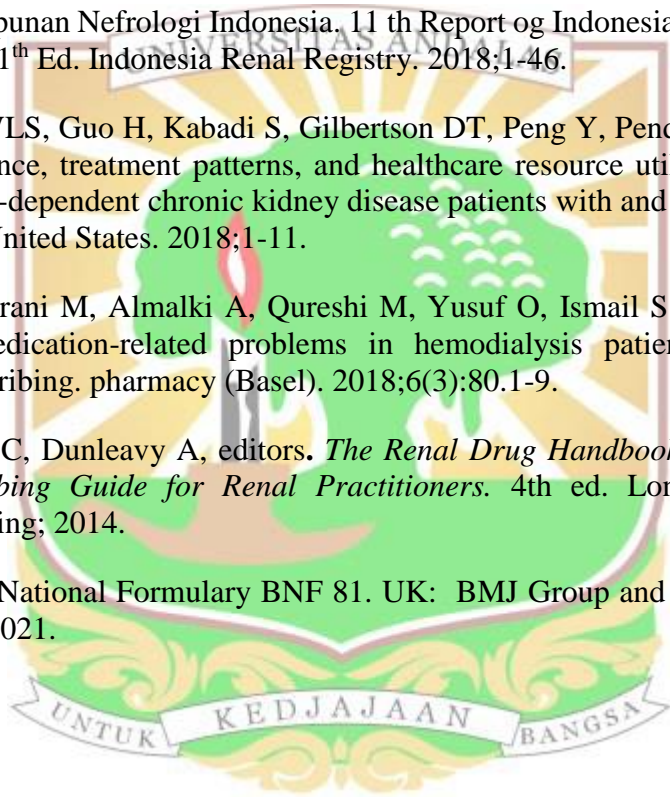 punan Nefrologi Indonesia. 11 th Report og Indonesia
1th Ed. Indonesia Renal Registry. 2018;1-46.
UNIVERSITAS ANDALAS
LS, Guo H, Kabadi S, Gilbertson DT, Peng Y, Pend
nce, treatment patterns, and healthcare resource uti
-dependent chronic kidney disease patients with and
United States. 2018;1-11.
rani M, Almalki A, Qureshi M, Yusuf O, Ismail S
edication-related problems in hemodialysis patien
ribing. pharmacy (Basel). 2018;6(3):80.1-9.
C, Dunleavy A, editors. The Renal Drug Handbook
bing Guide for Renal Practitioners. 4th ed. Lon
ing; 2014.
National Formulary BNF 81. UK: BMJ Group and
021.
UNTUK KEDJAJAAN BANGSA